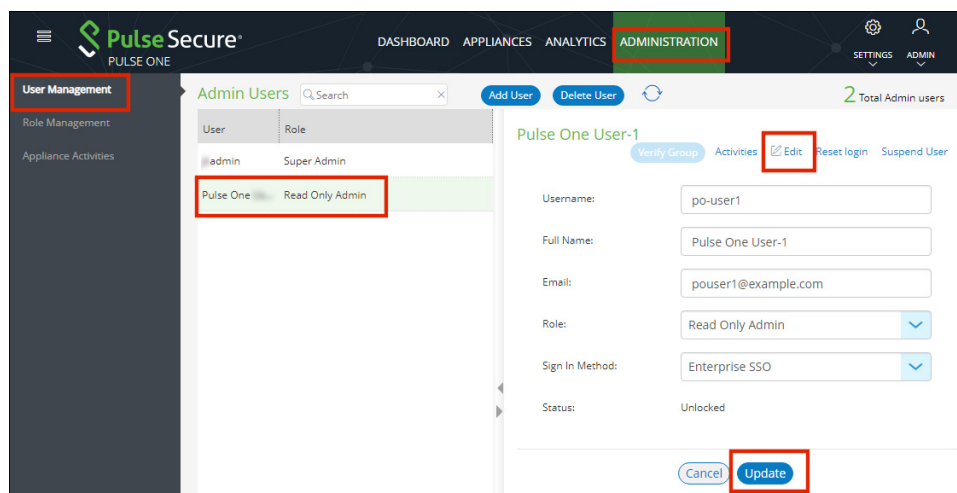 Pulse Secure®
PULSE ONE
DASHBOARD APPLIANCES ANALYTICS ADMINISTRATION
SETTINGS ADMIN
User Management
Role Management
Appliance Activities
Admin Users Search × Add User Delete User 2 Total Admin users
User Role
admin Super Admin
Pulse One Read Only Admin
Pulse One User-1
Verify Group Activities Edit Reset login Suspend User
Username: po-user1
Full Name: Pulse One User-1
Email: pouser1@example.com
Role: Read Only Admin
Sign In Method: Enterprise SSO
Status: Unlocked
Cancel Update